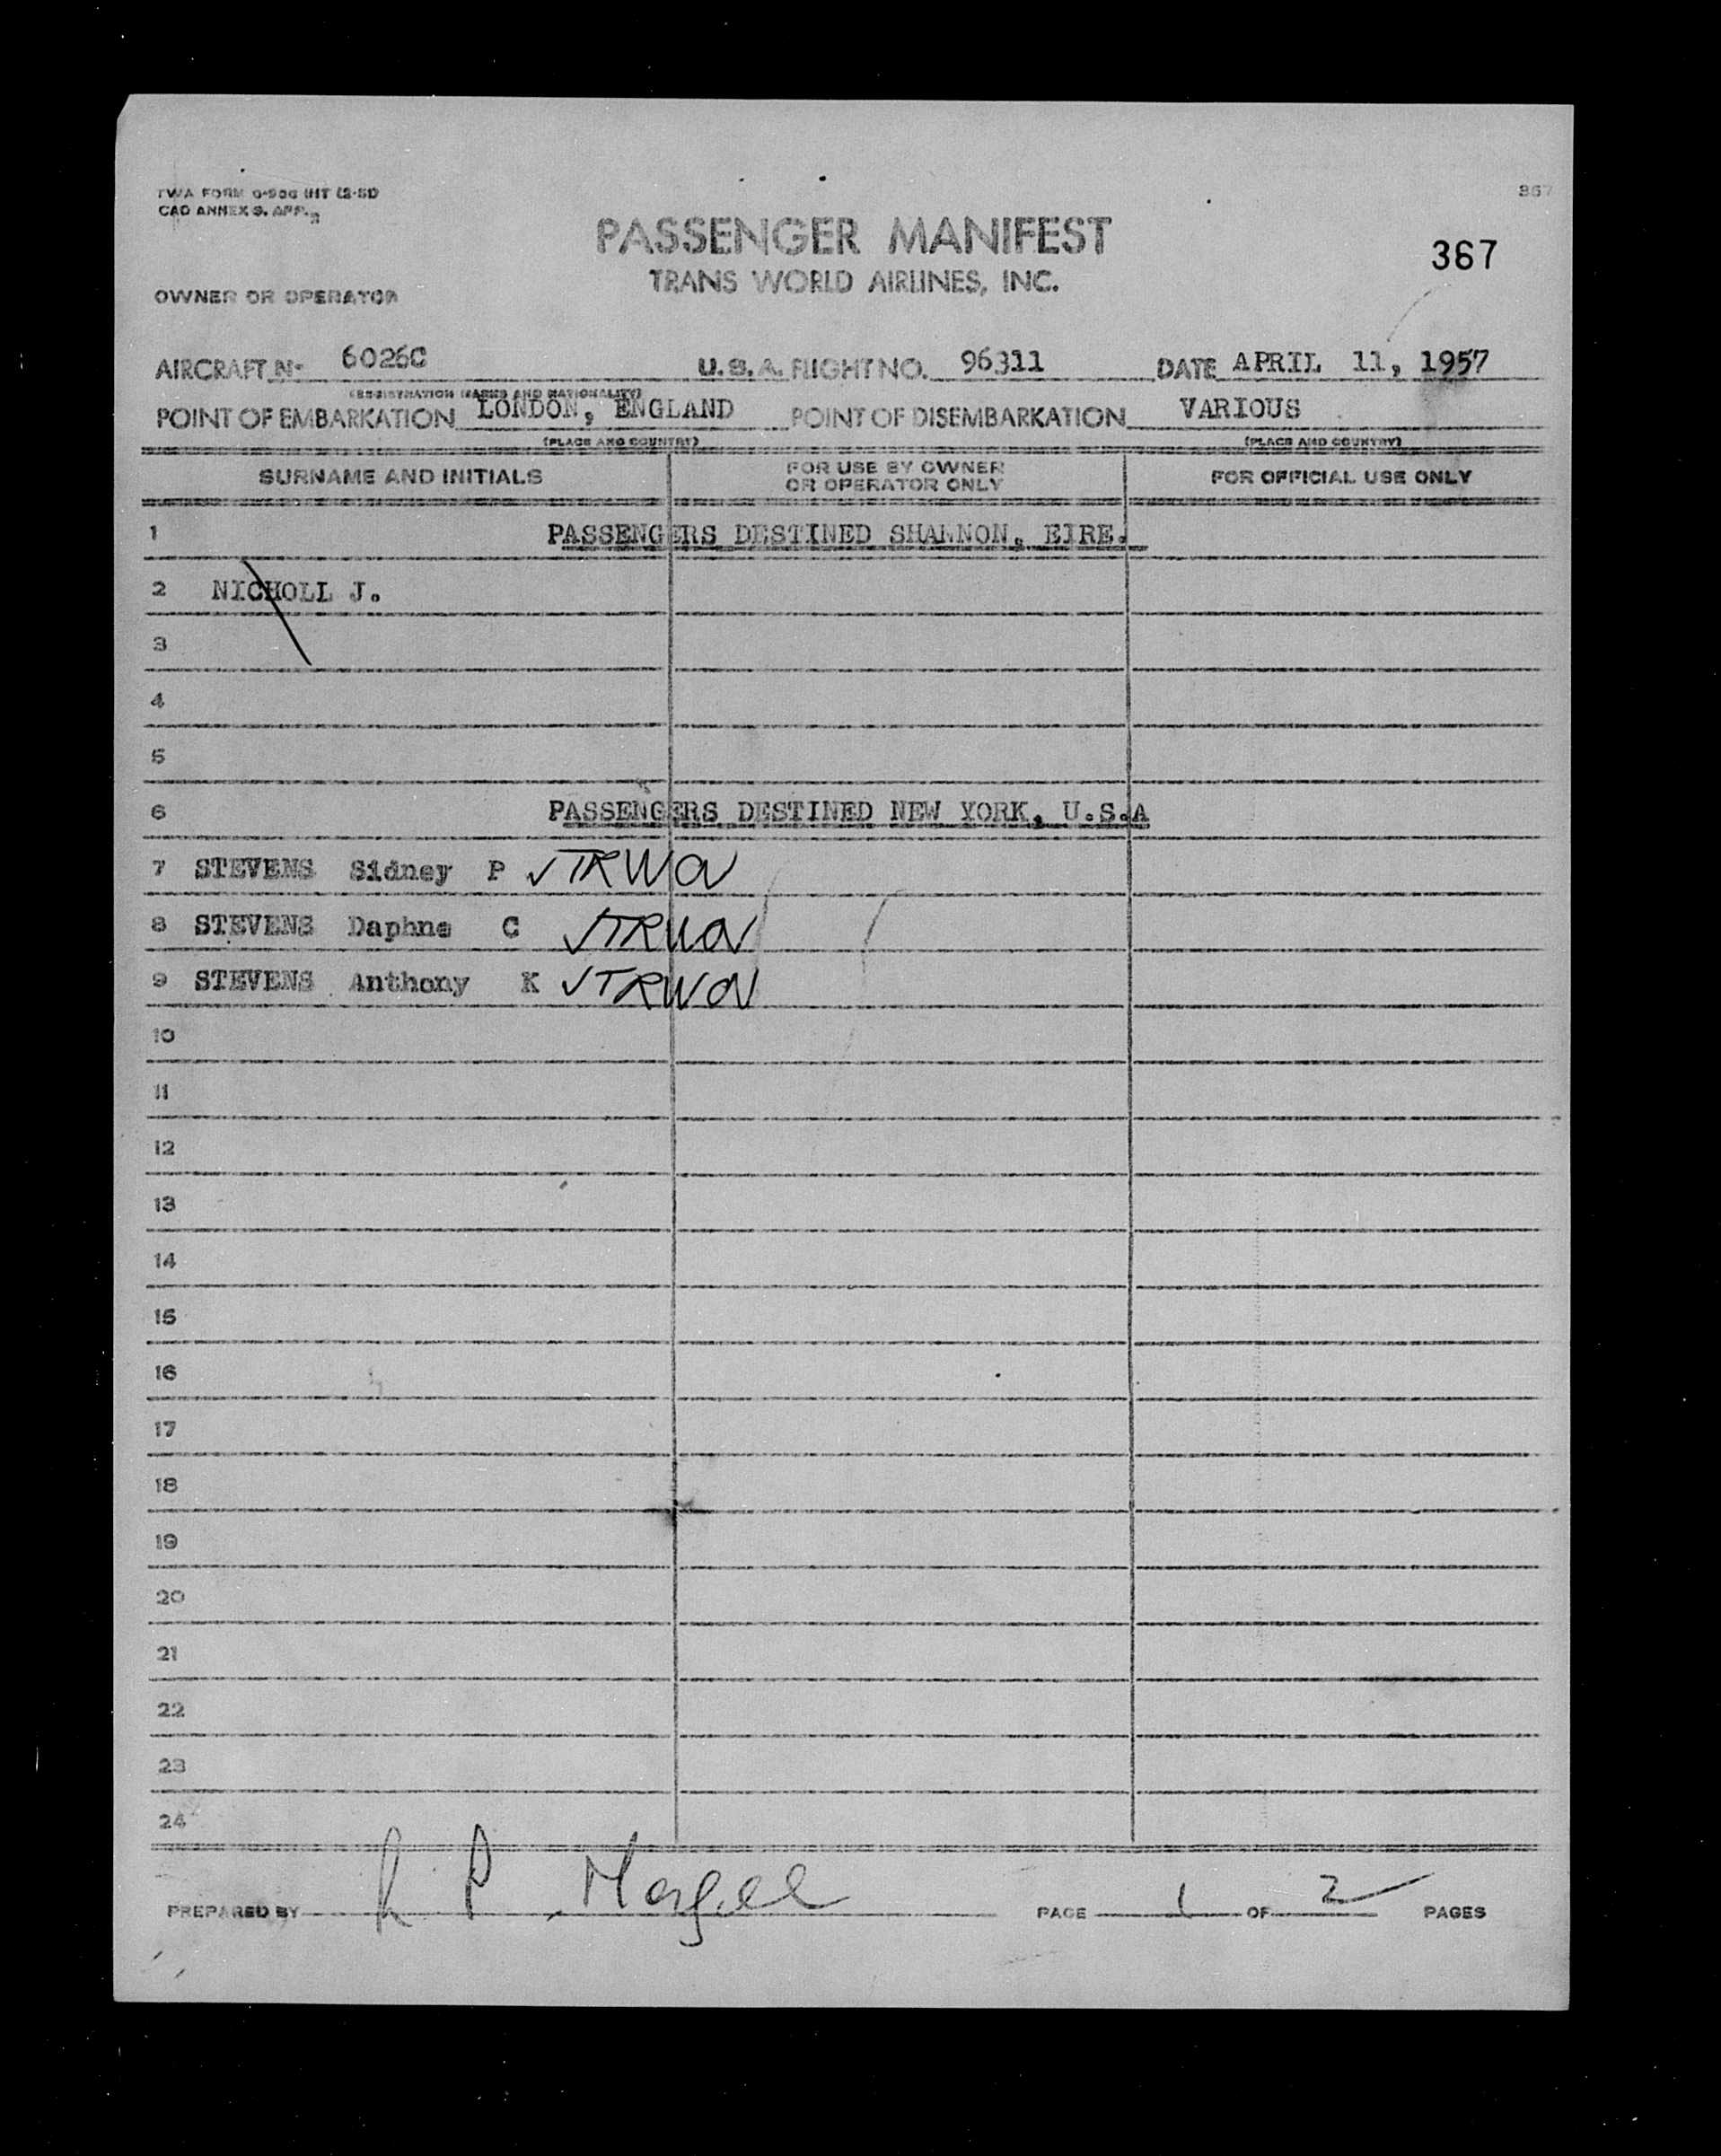 TWA FORM
CAO ANNEX 9. APP.
367
PASSENGER MANIFEST
367
TRANS WORLD AIRLINES, INC.
OWNER OR OPERATOR
AIRCRAFT No 6026C U.S.A. FLIGHT NO. 96311 DATE APRIL 11, 1957
(REGISTRATION MARKS AND NATIONALITY)
POINT OF EMBARKATION LONDON, ENGLAND POINT OF DISEMBARKATION VARIOUS
(PLACE AND COUNTRY) (PLACE AND COUNTRY)
SURNAME AND INITIALS FOR USE BY OWNER OR OPERATOR ONLY FOR OFFICIAL USE ONLY
1 PASSENGERS DESTINED SHANNON, EIRE.
2 NICHOLL J.
3
4
5
6 PASSENGERS DESTINED NEW YORK, U.S.A
7 STEVENS Sidney P ✓TRWA
8 STEVENS Daphne C ✓TRWA
9 STEVENS Anthony K ✓TRWA
10
11
12
13
14
15
16
17
18
19
20
21
22
23
24
PREPARED BY PAGE 1 OF 2 PAGES